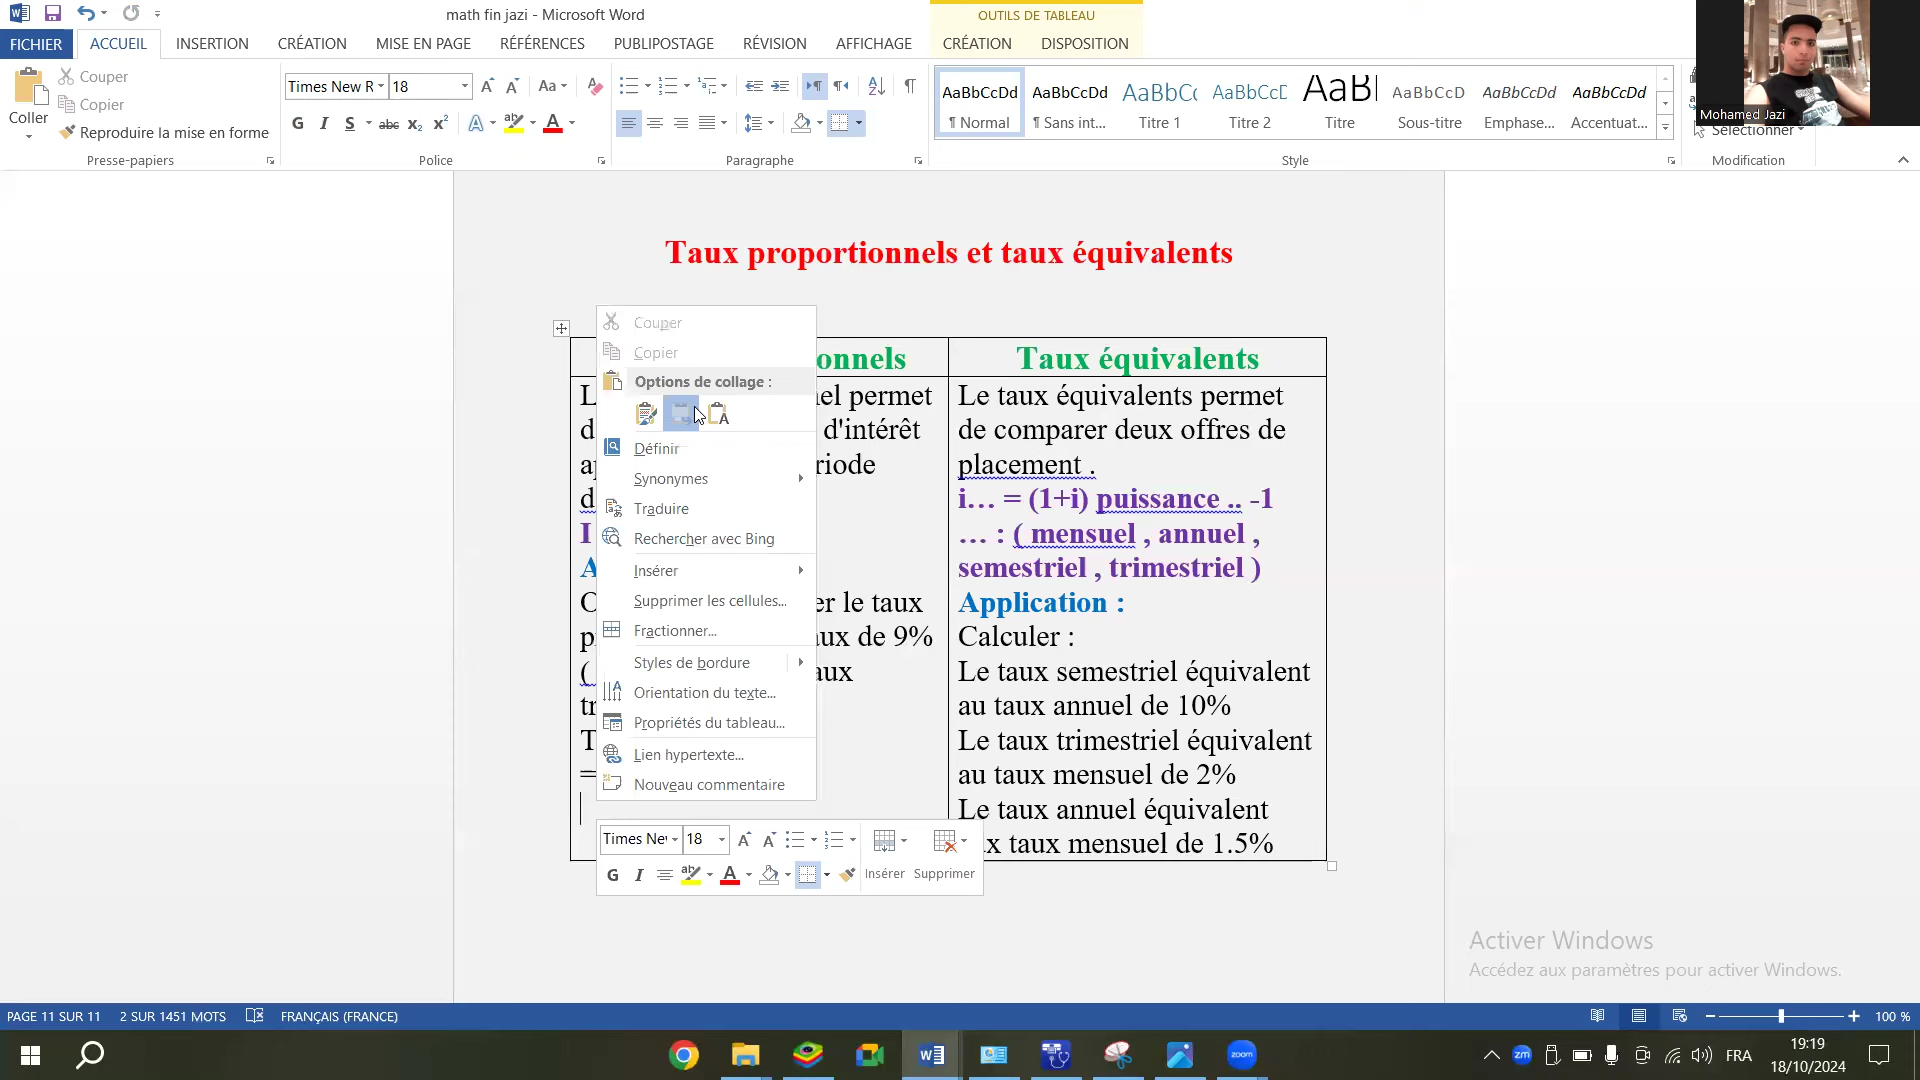 math fin jazi - Microsoft Word
OUTILS DE TABLEAU
FICHIER ACCUEIL INSERTION CRÉATION MISE EN PAGE RÉFÉRENCES PUBLIPOSTAGE RÉVISION AFFICHAGE CRÉATION DISPOSITION
Coller
Couper
Copier
Reproduire la mise en forme
Presse-papiers
Times New R 18
Police
Paragraphe
AaBbCcDd AaBbCcDd AaBbCc AaBbCcD AaBl AaBbCcD AaBbCcDd AaBbCcDd
¶ Normal ¶ Sans int... Titre 1 Titre 2 Titre Sous-titre Emphase... Accentuat...
Style
Mohamed Jazi
Sélectionner
Modification
Taux proportionnels et taux équivalents
onnels
Taux équivalents
el permet
d'intérêt
riode
I
er le taux
aux de 9%
aux
=
Le taux équivalents permet
de comparer deux offres de
placement .
i… = (1+i) puissance .. -1
… : ( mensuel , annuel ,
semestriel , trimestriel )
Application :
Calculer :
Le taux semestriel équivalent
au taux annuel de 10%
Le taux trimestriel équivalent
au taux mensuel de 2%
Le taux annuel équivalent
ux taux mensuel de 1.5%
Couper
Copier
Options de collage :
Définir
Synonymes
Traduire
Rechercher avec Bing
Insérer
Supprimer les cellules...
Fractionner...
Styles de bordure
Orientation du texte...
Propriétés du tableau...
Lien hypertexte...
Nouveau commentaire
Times Nev 18
G I
Insérer Supprimer
Activer Windows
Accédez aux paramètres pour activer Windows.
PAGE 11 SUR 11 2 SUR 1451 MOTS FRANÇAIS (FRANCE) 100 %
zoom
zm
FRA
19:19
18/10/2024